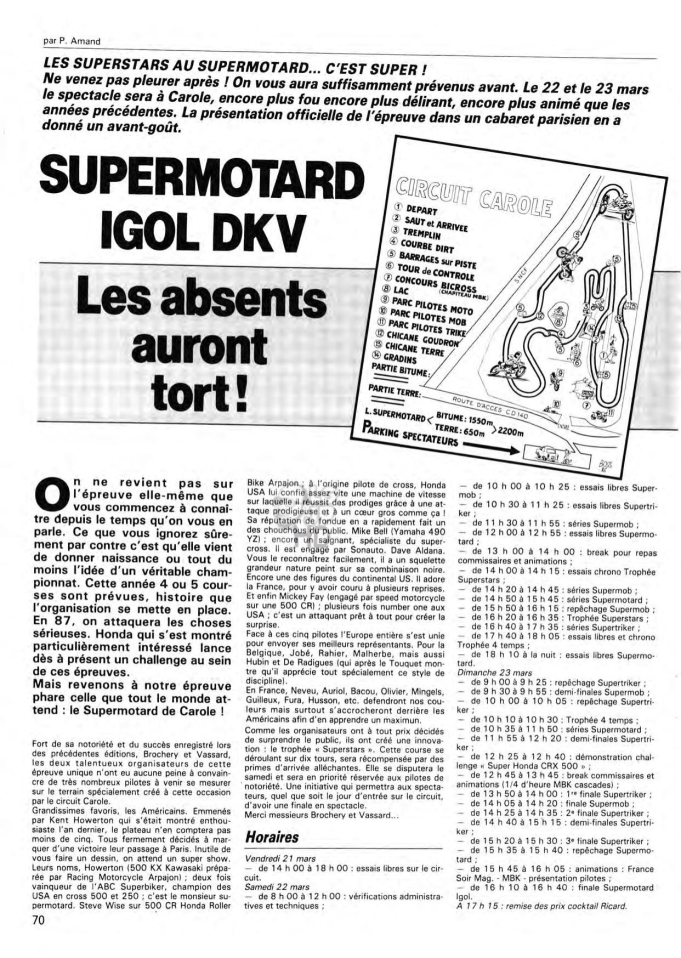 par P. Amand
LES SUPERSTARS AU SUPERMOTARD... C'EST SUPER !
Ne venez pas pleurer après ! On vous aura suffisamment prévenus avant. Le 22 et le 23 mars
le spectacle sera à Carole, encore plus fou encore plus délirant, encore plus animé que les
années précédentes. La présentation officielle de l'épreuve dans un cabaret parisien en a
donné un avant-goût.
SUPERMOTARD
IGOL DKV
Les absents
auront
tort!
CIRCUIT CAROLE
① DEPART
② SAUT et ARRIVEE
③ TREMPLIN
④ COURBE DIRT
⑤ BARRAGES sur PISTE
⑥ TOUR de CONTROLE
⑦ CONCOURS BICROSS
(CHAPITEAU MBK)
⑧ LAC
⑨ PARC PILOTES MOTO
⑩ PARC PILOTES MOB
⑪ PARC PILOTES TRIKE
⑫ CHICANE GOUDRON
⑬ CHICANE TERRE
⑭ GRADINS
PARTIE BITUME:
PARTIE TERRE:
S.N.C.F
ROUTE D'ACCES C.D 140
L. SUPERMOTARD < BITUME: 1550m
TERRE: 650m > 2200m
PARKING SPECTATEURS
On ne revient pas sur
l'épreuve elle-même que
vous commencez à connai-
tre depuis le temps qu'on vous en
parle. Ce que vous ignorez sûre-
ment par contre c'est qu'elle vient
de donner naissance ou tout du
moins l'idée d'un véritable cham-
pionnat. Cette année 4 ou 5 cour-
ses sont prévues, histoire que
l'organisation se mette en place.
En 87, on attaquera les choses
sérieuses. Honda qui s'est montré
particulièrement intéressé lance
dès à présent un challenge au sein
de ces épreuves.
Mais revenons à notre épreuve
phare celle que tout le monde at-
tend : le Supermotard de Carole !
Fort de sa notoriété et du succès enregistré lors
des précédentes éditions, Brochery et Vassard,
les deux talentueux organisateurs de cette
épreuve unique n'ont eu aucune peine à convain-
cre de très nombreux pilotes à venir se mesurer
sur le terrain spécialement créé à cette occasion
par le circuit Carole.
Grandissimes favoris, les Américains. Emmenés
par Kent Howerton qui s'était montré enthou-
siaste l'an dernier, le plateau n'en comptera pas
moins de cinq. Tous fermement décidés à mar-
quer d'une victoire leur passage à Paris. Inutile de
vous faire un dessin, on attend un super show.
Leurs noms, Howerton (500 KX Kawasaki prépa-
rée par Racing Motorcycle Arpajon) ; deux fois
vainqueur de l'ABC Superbiker, champion des
USA en cross 500 et 250 ; c'est le monsieur su-
permotard. Steve Wise sur 500 CR Honda Roller
Bike Arpajon ; à l'origine pilote de cross, Honda
USA lui confie assez vite une machine de vitesse
sur laquelle il réussit des prodiges grâce à une at-
taque prodigieuse à un cœur gros comme ça !
Sa réputation fondue en a rapidement fait un
des chouchous du public. Mike Bell (Yamaha 490
YZ) ; encore un saignant, spécialiste du super-
cross. Il est engagé par Sonauto. Dave Aldana.
Vous le reconnaîtrez facilement, il a un squelette
grandeur nature peint sur sa combinaison noire.
Encore une des figures du continental US. Il adore
la France, pour y avoir couru à plusieurs reprises.
Et enfin Mickey Fay (engagé par speed motorcycle
sur une 500 CR) ; plusieurs fois number one aux
USA ; c'est un attaquant prêt à tout pour créer la
surprise.
Face à ces cinq pilotes l'Europe entière s'est unie
pour envoyer ses meilleurs représentants. Pour la
Belgique, Jobé, Rahier, Malherbe, mais aussi
Hubin et De Radigues (qui après le Touquet mon-
tre qu'il apprécie tout spécialement ce style de
discipline).
En France, Neveu, Auriol, Bacou, Olivier, Mingels,
Guilleux, Fura, Husson, etc. defendront nos cou-
leurs mais surtout s'accrocheront derrière les
Américains afin d'en apprendre un maximun.
Comme les organisateurs ont à tout prix décidés
de surprendre le public, ils ont créé une innova-
tion : le trophée « Superstars ». Cette course se
déroulant sur dix tours, sera récompensée par des
primes d'arrivée alléchantes. Elle se disputera le
samedi et sera en priorité réservée aux pilotes de
notoriété. Une initiative qui permettra aux specta-
teurs, quel que soit le jour d'entrée sur le circuit,
d'avoir une finale en spectacle.
Merci messieurs Brochery et Vassard...
Horaires
Vendredi 21 mars
— de 14 h 00 à 18 h 00 : essais libres sur le cir-
cuit.
Samedi 22 mars
— de 8 h 00 à 12 h 00 : vérifications administra-
tives et techniques ;
— de 10 h 00 à 10 h 25 : essais libres Super-
mob ;
— de 10 h 30 à 11 h 25 : essais libres Supertri-
ker ;
— de 11 h 30 à 11 h 55 : séries Supermob ;
— de 12 h 00 à 12 h 55 : essais libres Supermo-
tard ;
— de 13 h 00 à 14 h 00 : break pour repas
commissaires et animations ;
— de 14 h 00 à 14 h 15 : essais chrono Trophée
Superstars ;
— de 14 h 20 à 14 h 45 : séries Supermob ;
— de 14 h 50 à 15 h 45 : séries Supermotard ;
— de 15 h 50 à 16 h 15 : repêchage Supermob ;
— de 16 h 20 à 16 h 35 : Trophée Superstars ;
— de 16 h 40 à 17 h 35 : séries Supertriker ;
— de 17 h 40 à 18 h 05 : essais libres et chrono
Trophée 4 temps ;
— de 18 h 10 à la nuit : essais libres Supermo-
tard.
Dimanche 23 mars
— de 9 h 00 à 9 h 25 : repêchage Supertriker ;
— de 9 h 30 à 9 h 55 : demi-finales Supermob ;
— de 10 h 00 à 10 h 05 : repêchage Supertri-
ker ;
— de 10 h 10 à 10 h 30 : Trophée 4 temps ;
— de 10 h 35 à 11 h 50 : séries Supermotard ;
— de 11 h 55 à 12 h 20 : demi-finales Supertri-
ker ;
— de 12 h 25 à 12 h 40 : démonstration chal-
lenge « Super Honda CRX 500 » ;
— de 12 h 45 à 13 h 45 : break commissaires et
animations (1/4 d'heure MBK cascades) ;
— de 13 h 50 à 14 h 00 : 1re finale Supertriker ;
— de 14 h 05 à 14 h 20 : finale Supermob ;
— de 14 h 25 à 14 h 35 : 2e finale Supertriker ;
— de 14 h 40 à 15 h 15 : demi-finales Supertri-
ker ;
— de 15 h 20 à 15 h 30 : 3e finale Supertriker ;
— de 15 h 35 à 15 h 40 : repêchage Supermo-
tard ;
— de 15 h 45 à 16 h 05 : animations : France
Soir Mag. - MBK - présentation pilotes ;
— de 16 h 10 à 16 h 40 : finale Supermotard
Igol.
A 17 h 15 : remise des prix cocktail Ricard.
70